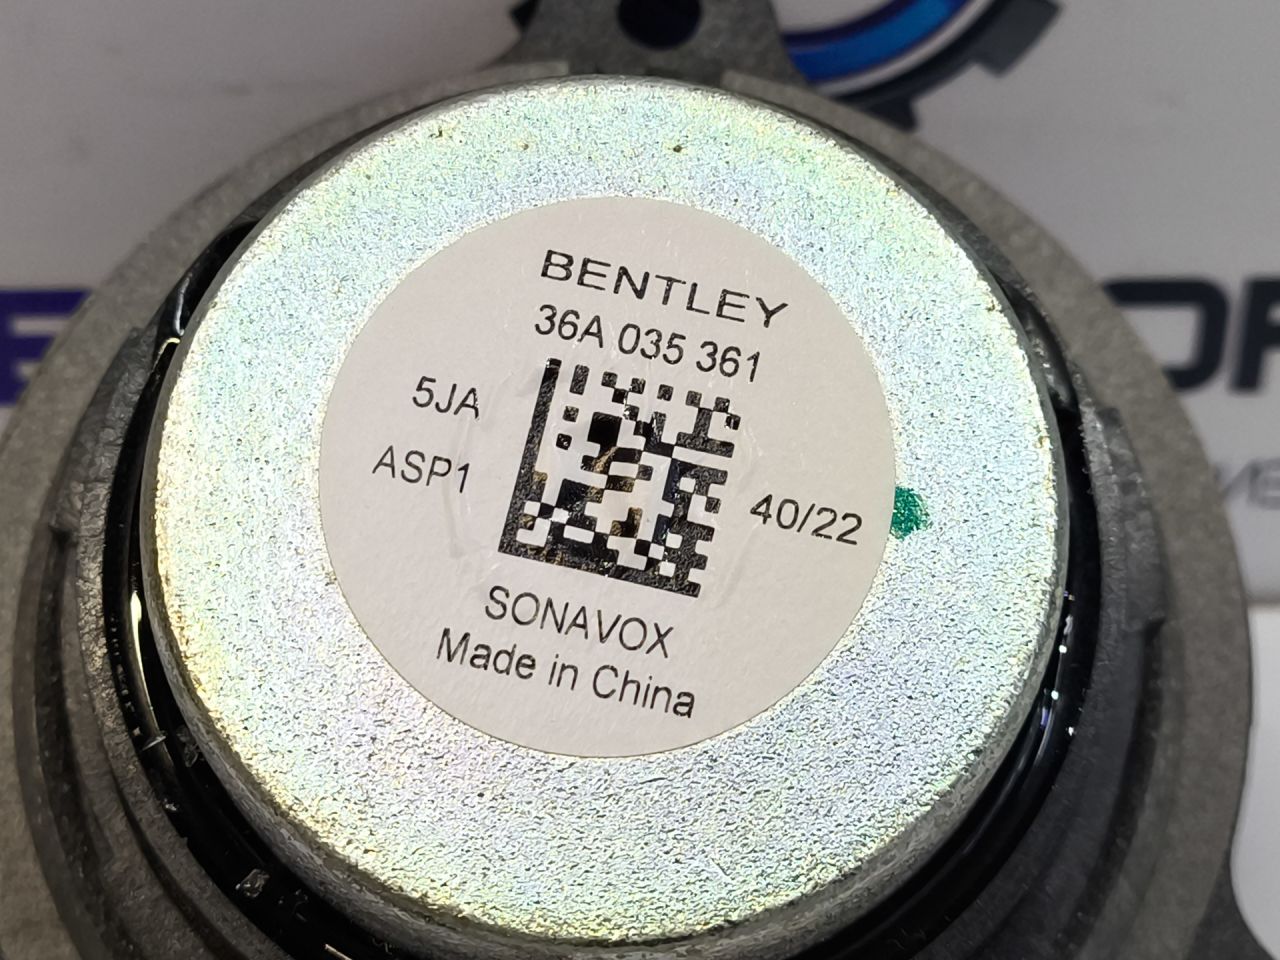 BENTLEY
36A 035 361
5JA
ASP1
40/22
SONAVOX
Made in China